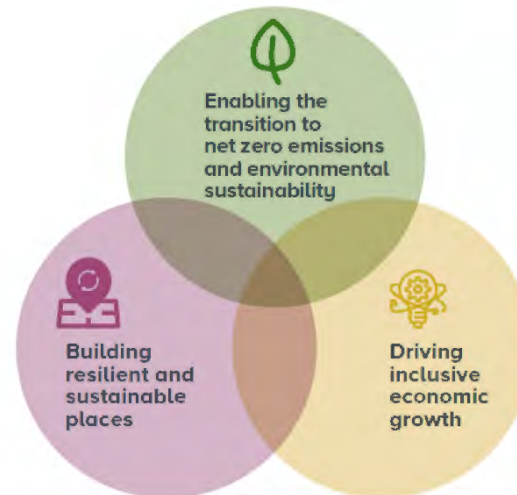 Enabling the
transition to
net zero emissions
and environmental
sustainability
Building
resilient and
sustainable
places
Driving
inclusive
economic
growth